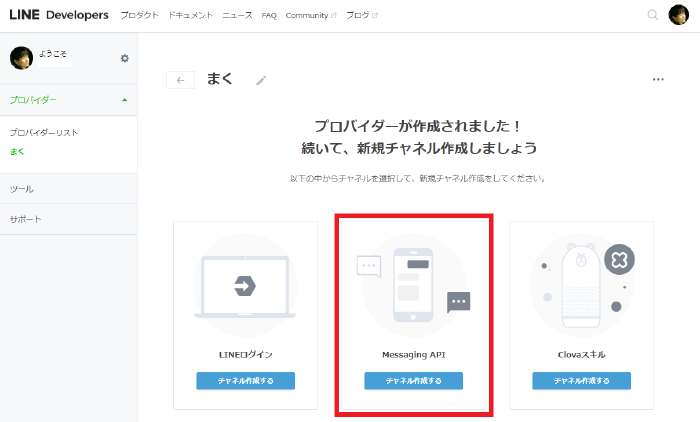 LINE Developers プロダクト ドキュメント ニュース FAQ Community ブログ
ようこそ
プロバイダー
プロバイダーリスト
まく
ツール
サポート
まく
プロバイダーが作成されました！
続いて、新規チャネル作成しましょう
以下の中からチャネルを選択して、新規チャネル作成をしてください。
LINEログイン
チャネル作成する
Messaging API
チャネル作成する
Clovaスキル
チャネル作成する